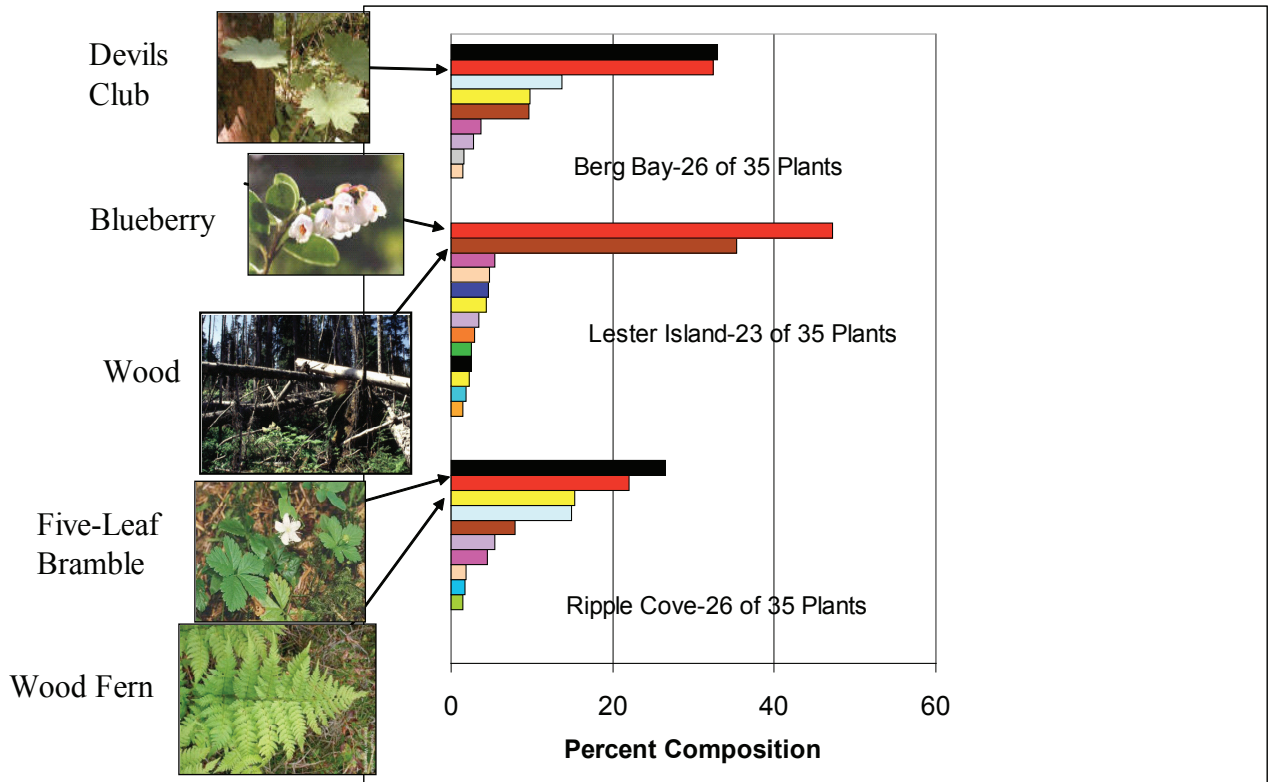 Devils
Club
Blueberry
Wood
Five-Leaf
Bramble
Wood Fern
Berg Bay-26 of 35 Plants
Lester Island-23 of 35 Plants
Ripple Cove-26 of 35 Plants
0 20 40 60
Percent Composition